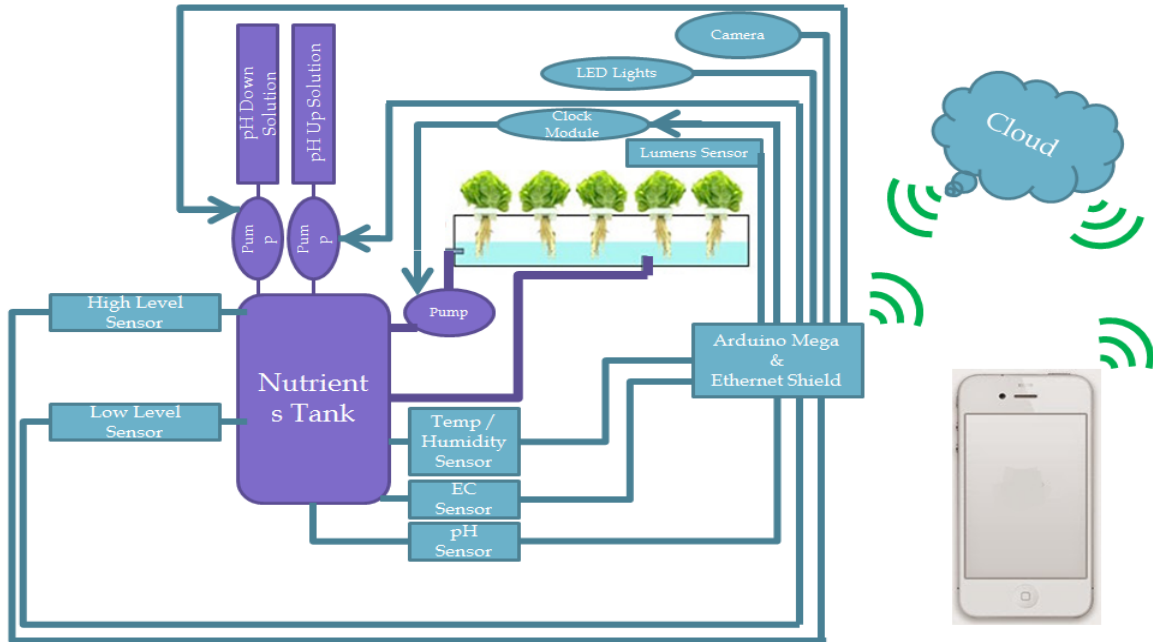 Camera
LED Lights
pH Down
Solution
pH Up Solution
Clock
Module
Lumens Sensor
Cloud
Pum
p
Pum
p
High Level
Sensor
Pump
Arduino Mega
&
Ethernet Shield
Nutrient
s Tank
Low Level
Sensor
Temp /
Humidity
Sensor
EC
Sensor
pH
Sensor